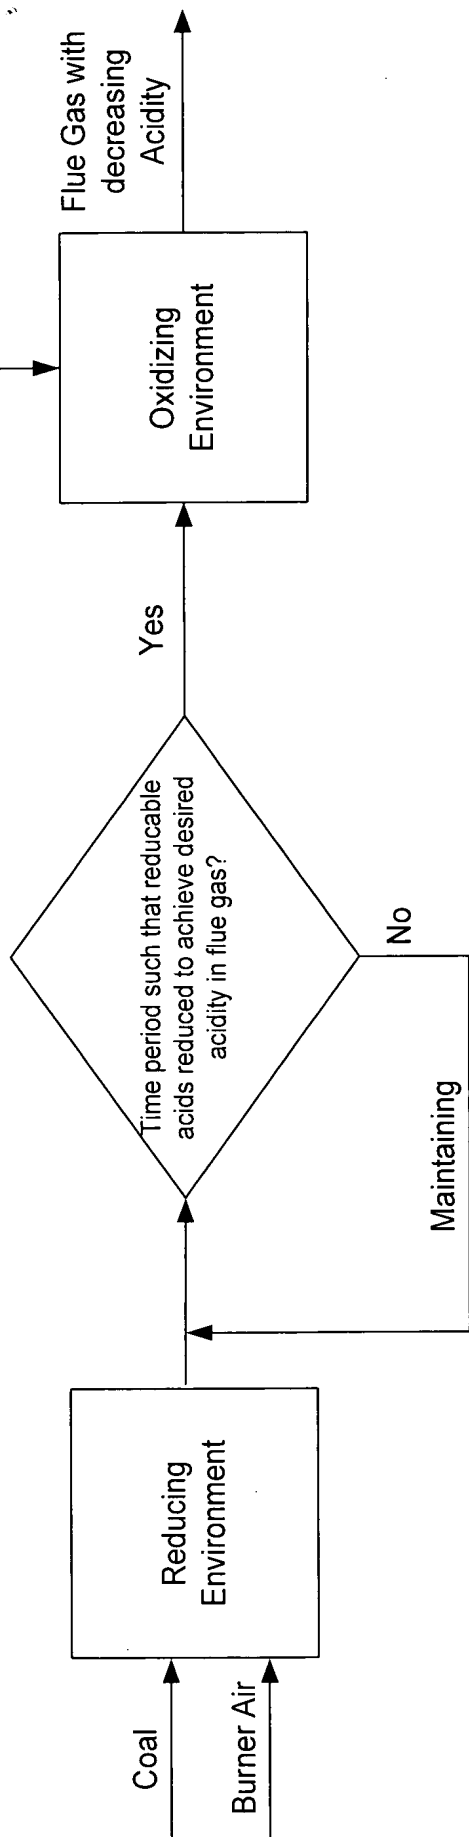 Coal
Burner Air
Reducing
Environment
Time period such that reducable
acids reduced to achieve desired
acidity in flue gas?
Yes
No
Maintaining
Oxidizing
Environment
Flue Gas with
decreasing
Acidity